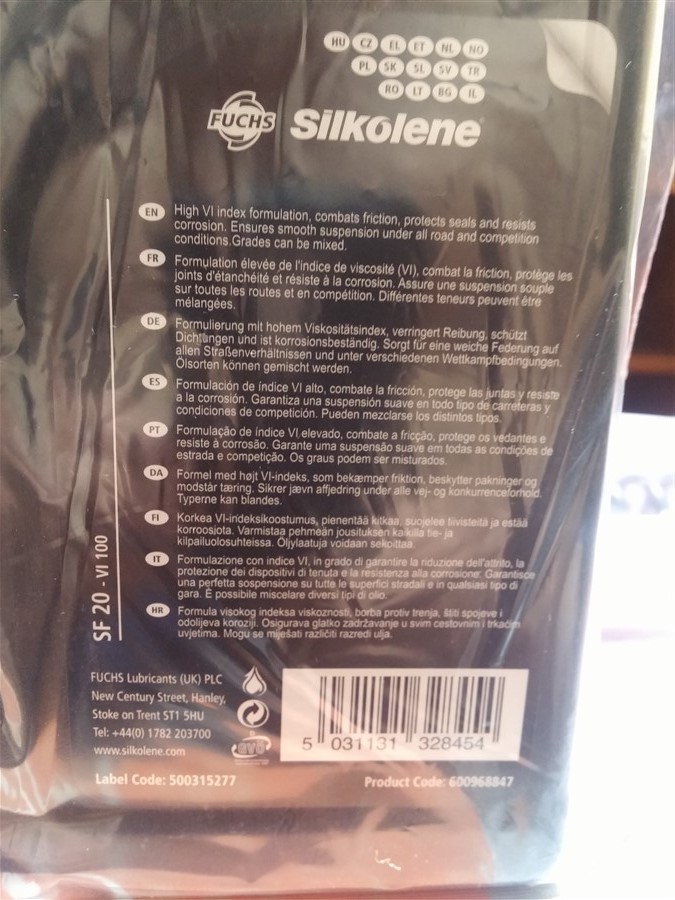 HU CZ EL ET NL NO
PL SK SL SV TR
RO LT BG IL
FUCHS Silkolene
EN High VI index formulation, combats friction, protects seals and resists
corrosion. Ensures smooth suspension under all road and competition
conditions.Grades can be mixed.
FR Formulation élevée de l'indice de viscosité (VI), combat la friction, protège les
joints d'étanchéité et résiste à la corrosion. Assure une suspension souple
sur toutes les routes et en compétition. Différentes teneurs peuvent être
mélangées.
DE Formulierung mit hohem Viskositätsindex, verringert Reibung, schützt
Dichtungen und ist korrosionsbeständig. Sorgt für eine weiche Federung auf
allen Straßenverhältnissen und unter verschiedenen Wettkampfbedingungen.
Ölsorten können gemischt werden.
ES Formulación de índice VI alto, combate la fricción, protege las juntas y resiste
a la corrosión. Garantiza una suspensión suave en todo tipo de carreteras y
condiciones de competición. Pueden mezclarse los distintos tipos.
PT Formulação de índice VI elevado, combate a fricção, protege os vedantes e
resiste à corrosão. Garante uma suspensão suave em todas as condições de
estrada e competição. Os graus podem ser misturados.
DA Formel med højt VI-indeks, som bekæmper friktion, beskytter pakninger og
modstår tæring. Sikrer jævn affjedring under alle vej- og konkurrenceforhold.
Typerne kan blandes.
FI Korkea VI-indeksikoostumus, pienentää kitkaa, suojelee tiivisteitä ja estää
korroosiota. Varmistaa pehmeän jousituksen kaikilla tie- ja
kilpailuolosuhteissa. Öljylaatuja voidaan sekoittaa.
IT Formulazione con indice VI, in grado di garantire la riduzione dell'attrito, la
protezione dei dispositivi di tenuta e la resistenza alla corrosione. Garantisce
una perfetta sospensione su tutte le superfici stradali e in qualsiasi tipo di
gara. È possibile miscelare diversi tipi di olio.
HR Formula visokog indeksa viskoznosti, borba protiv trenja, štiti spojeve i
odolijeva koroziji. Osigurava glatko zadržavanje u svim cestovnim i trkaćim
uvjetima. Mogu se miješati različiti razredi ulja.
SF 20 - VI 100
FUCHS Lubricants (UK) PLC
New Century Street, Hanley,
Stoke on Trent ST1 5HU
Tel: +44(0) 1782 203700
www.silkolene.com
5 031131 328454
Label Code: 500315277
Product Code: 600968847